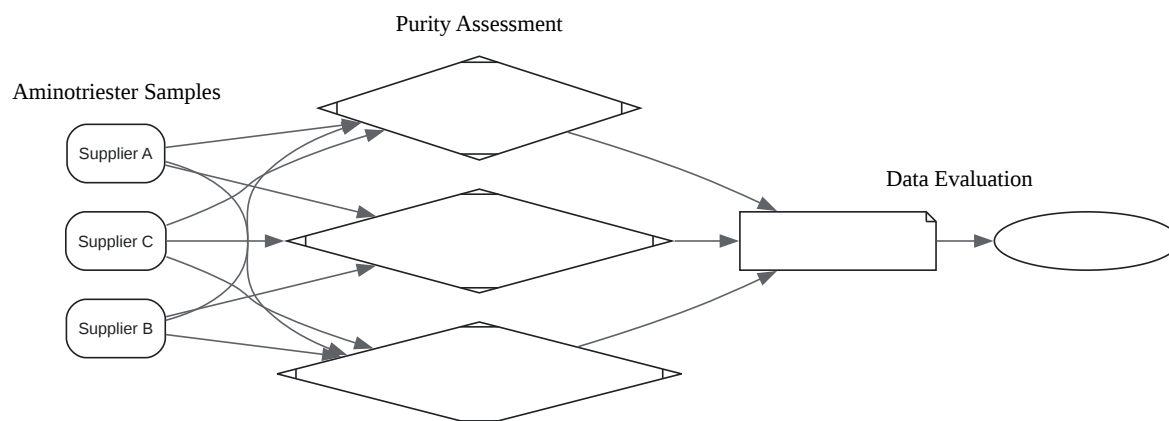 Purity Assessment
Aminotriester Samples
Supplier A
Data Evaluation
Supplier C
Supplier B